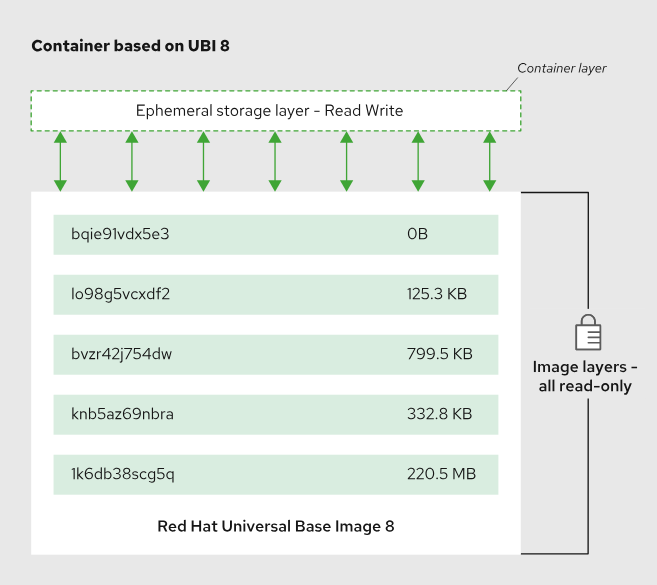 Container based on UBI 8
Container layer
Ephemeral storage layer - Read Write
bqie91vdx5e3 0B
lo98g5vcxdf2 125.3 KB
bvzr42j754dw 799.5 KB
knb5az69nbra 332.8 KB
1k6db38scg5q 220.5 MB
Image layers -
all read-only
Red Hat Universal Base Image 8